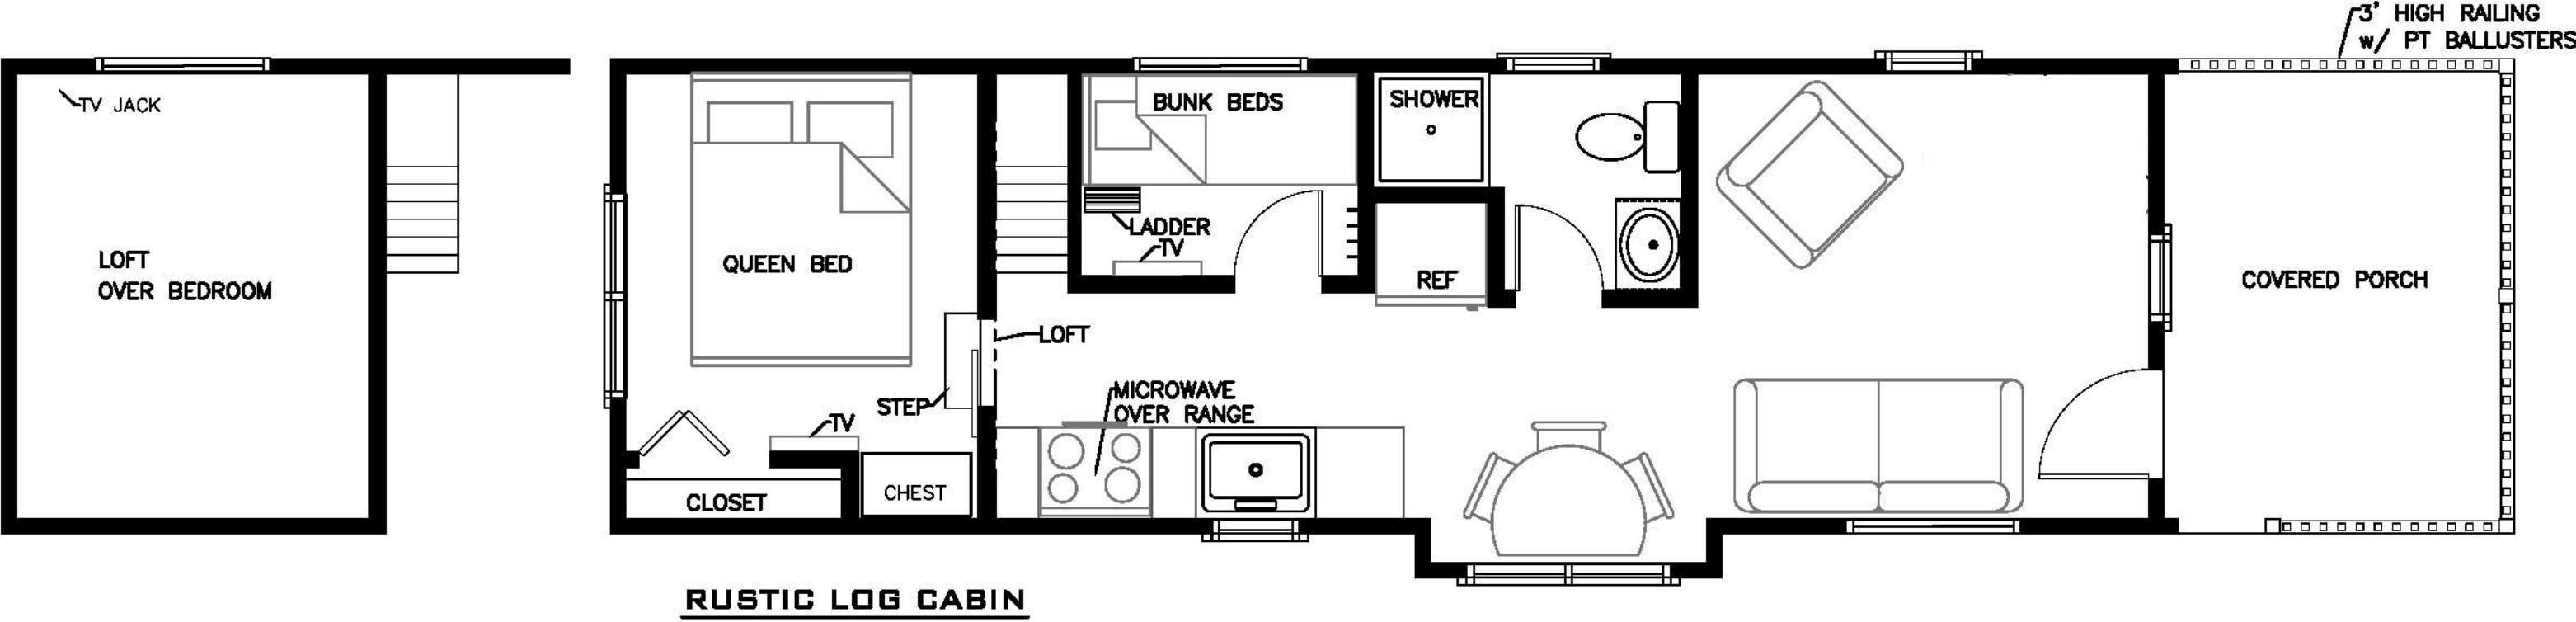 3' HIGH RAILING
w/ PT BALLUSTERS
TV JACK
LOFT
OVER BEDROOM
QUEEN BED
BUNK BEDS
LADDER
TV
SHOWER
REF
COVERED PORCH
LOFT
STEP
TV
MICROWAVE
OVER RANGE
CLOSET
CHEST
RUSTIC LOG CABIN